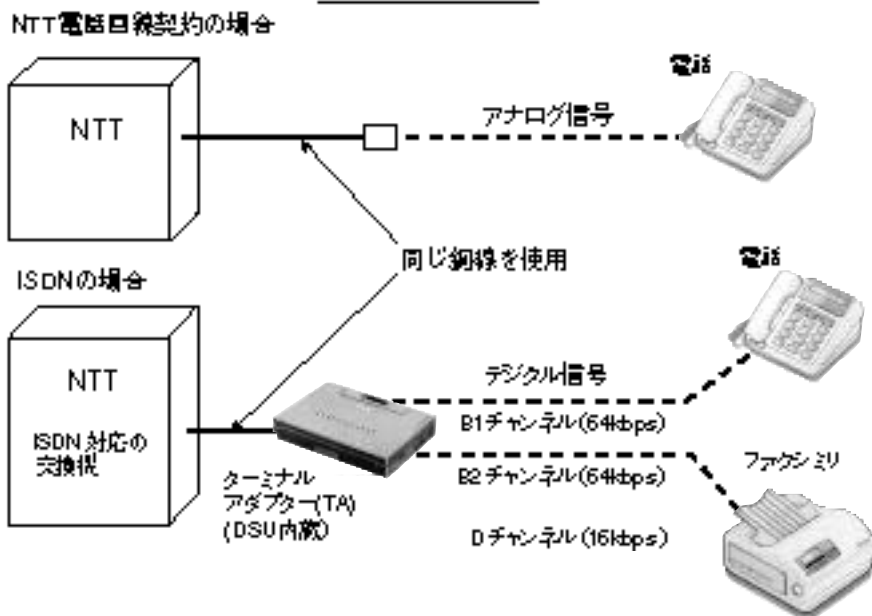 NTT電話回線契約の場合
NTT
アナログ信号
電話
同じ銅線を使用
ISDNの場合
NTT
ISDN 対応の
交換機
ターミナル
アダプター(TA)
(DSU内蔵)
デジタル信号
B1チャンネル(64kbps)
B2チャンネル(64kbps)
Dチャンネル(16kbps)
電話
ファクシミリ